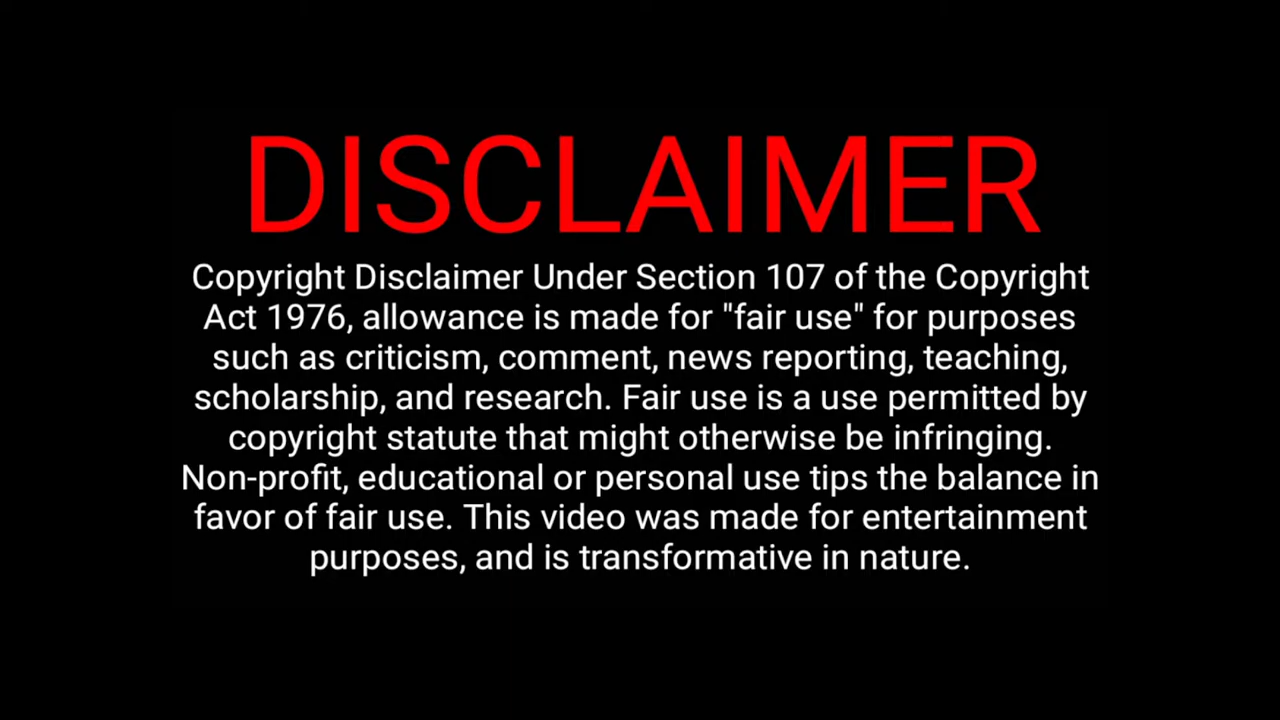 DISCLAIMER
Copyright Disclaimer Under Section 107 of the Copyright
Act 1976, allowance is made for "fair use" for purposes
such as criticism, comment, news reporting, teaching,
scholarship, and research. Fair use is a use permitted by
copyright statute that might otherwise be infringing.
Non-profit, educational or personal use tips the balance in
favor of fair use. This video was made for entertainment
purposes, and is transformative in nature.